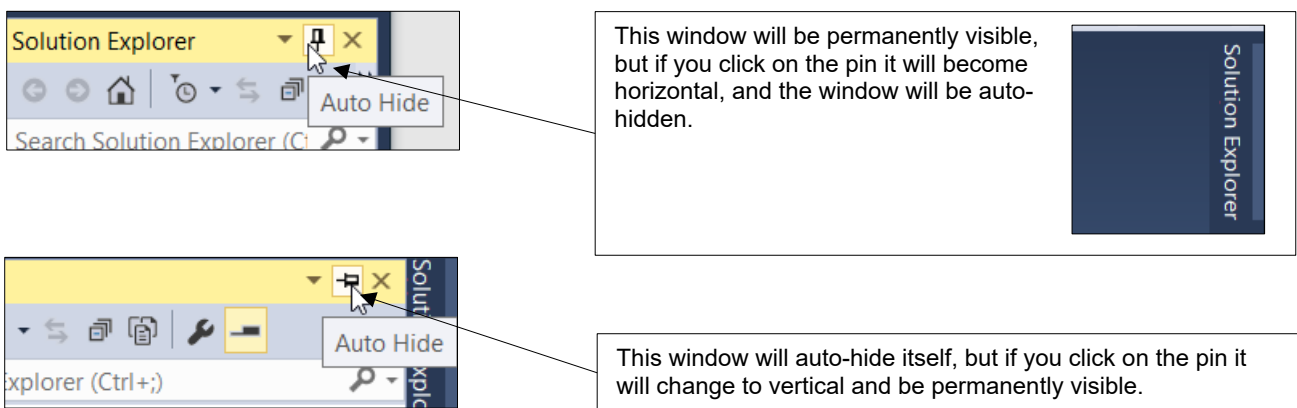 Solution Explorer
Auto Hide
Search Solution Explorer (C
This window will be permanently visible,
but if you click on the pin it will become
horizontal, and the window will be auto-
hidden.
Solution Explorer
Solut
Auto Hide
xplorer (Ctrl+;)
xplo
This window will auto-hide itself, but if you click on the pin it
will change to vertical and be permanently visible.